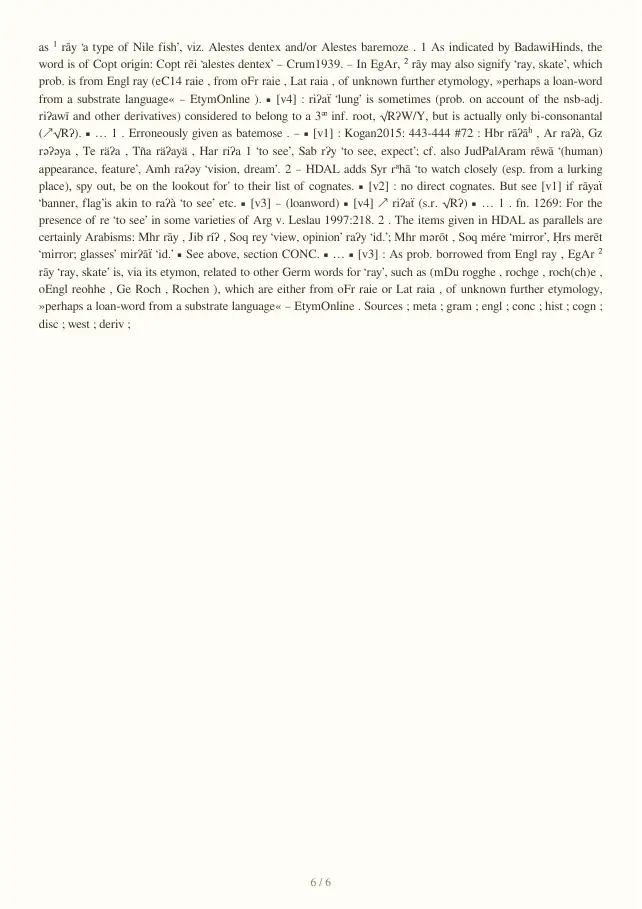 as ¹ rāy ‘a type of Nile fish’, viz. Alestes dentex and/or Alestes baremoze . 1 As indicated by BadawiHinds, the
word is of Copt origin: Copt rēi ‘alestes dentex’ – Crum1939. – In EgAr, ² rāy may also signify ‘ray, skate’, which
prob. is from Engl ray (eC14 raie , from oFr raie , Lat raia , of unknown further etymology, »perhaps a loan-word
from a substrate language« – EtymOnline ). ▪ [v4] : riʔaẗ ‘lung’ is sometimes (prob. on account of the nsb-adj.
riʔawī and other derivatives) considered to belong to a 3ᵃᵉ inf. root, √RʔW/Y, but is actually only bi-consonantal
(↗√Rʔ). ▪ … 1 . Erroneously given as batemose . – ▪ [v1] : Kogan2015: 443-444 #72 : Hbr rāʔāʰ , Ar raʔà, Gz
rəʔəya , Te räʔa , Tña räʔayä , Har riʔa 1 ‘to see’, Sab rʔy ‘to see, expect’; cf. also JudPalAram rēwā ‘(human)
appearance, feature’, Amh raʔəy ‘vision, dream’. 2 – HDAL adds Syr rᵊhā ‘to watch closely (esp. from a lurking
place), spy out, be on the lookout for’ to their list of cognates. ▪ [v2] : no direct cognates. But see [v1] if rāyaẗ
‘banner, flag’is akin to raʔà ‘to see’ etc. ▪ [v3] – (loanword) ▪ [v4] ↗ riʔaẗ (s.r. √Rʔ) ▪ … 1 . fn. 1269: For the
presence of re ‘to see’ in some varieties of Arg v. Leslau 1997:218. 2 . The items given in HDAL as parallels are
certainly Arabisms: Mhr rāy , Jib ríʔ , Soq rey ‘view, opinion’ raʔy ‘id.’; Mhr mərōt , Soq mére ‘mirror’, Ḥrs merēt
‘mirror; glasses’ mirʔāẗ ‘id.’ ▪ See above, section CONC. ▪ … ▪ [v3] : As prob. borrowed from Engl ray , EgAr ²
rāy ‘ray, skate’ is, via its etymon, related to other Germ words for ‘ray’, such as (mDu rogghe , rochge , roch(ch)e ,
oEngl reohhe , Ge Roch , Rochen ), which are either from oFr raie or Lat raia , of unknown further etymology,
»perhaps a loan-word from a substrate language« – EtymOnline . Sources ; meta ; gram ; engl ; conc ; hist ; cogn ;
disc ; west ; deriv ;
6 / 6